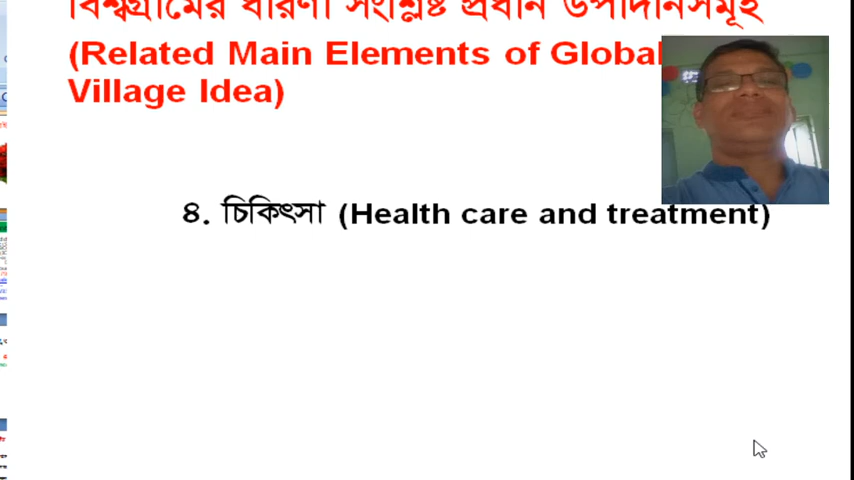 বিশ্বগ্রামের ধারণা সংশ্লিষ্ট প্রধান উপাদানসমূহ
(Related Main Elements of Global
Village Idea)
৪. চিকিৎসা (Health care and treatment)